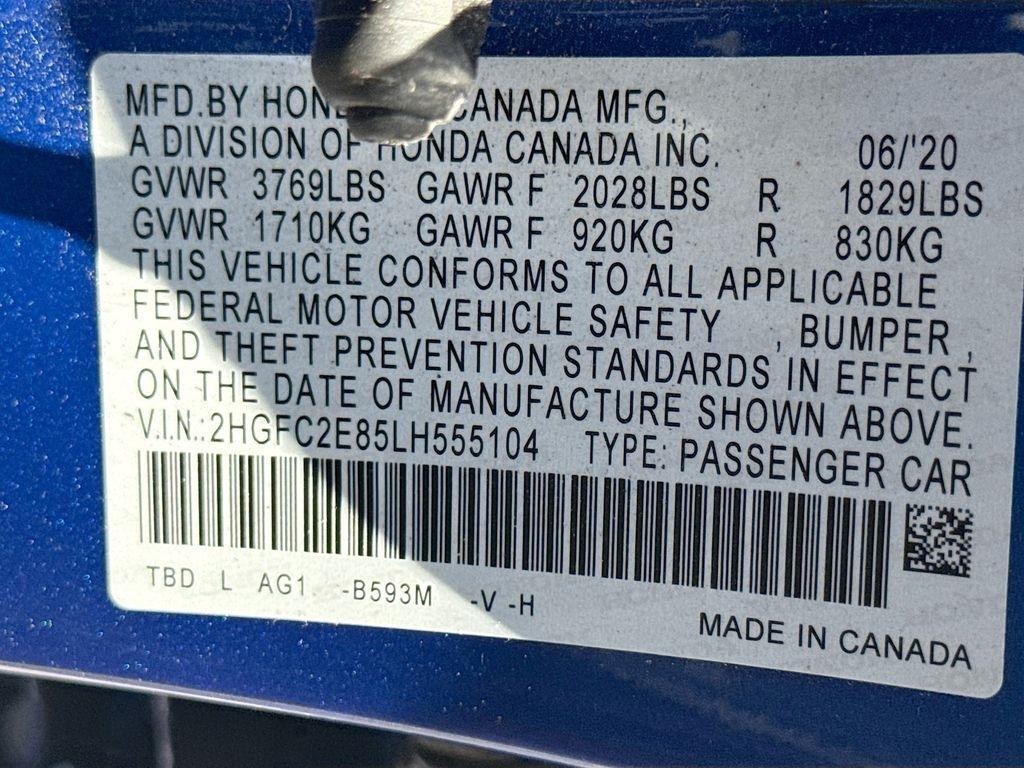 MFD.BY HON CANADA MFG.,
A DIVISION OF HONDA CANADA INC. 06/'20
GVWR 3769LBS GAWR F 2028LBS R 1829LBS
GVWR 1710KG GAWR F 920KG R 830KG
THIS VEHICLE CONFORMS TO ALL APPLICABLE
FEDERAL MOTOR VEHICLE SAFETY , BUMPER ,
AND THEFT PREVENTION STANDARDS IN EFFECT
ON THE DATE OF MANUFACTURE SHOWN ABOVE.
V.I.N.: 2HGFC2E85LH555104 TYPE: PASSENGER CAR
TBD L AG1 -B593M -V -H
MADE IN CANADA